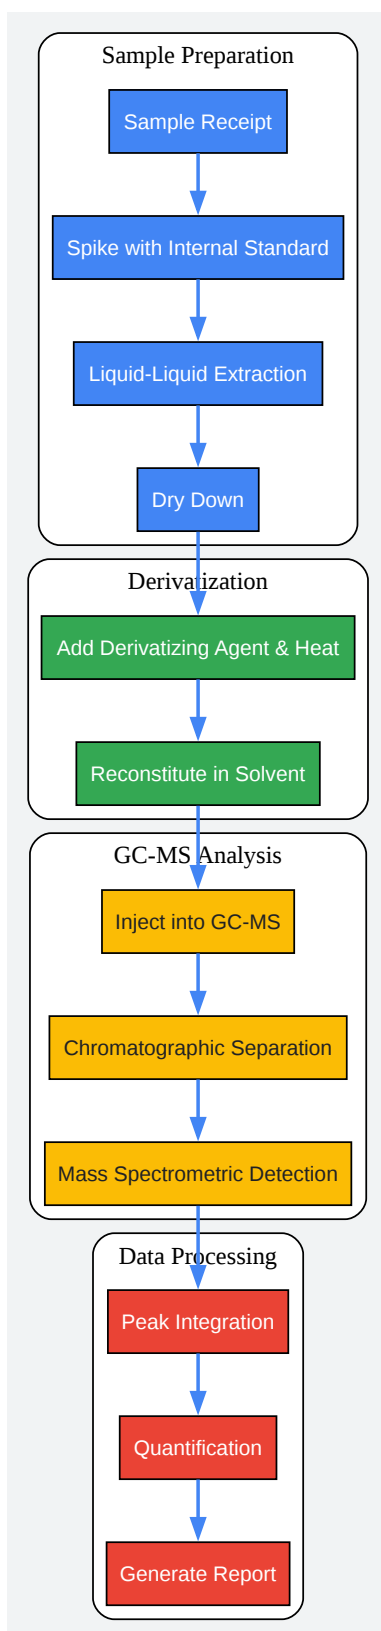 Sample Preparation
Sample Receipt
Spike with Internal Standard
Liquid-Liquid Extraction
Dry Down
Derivatization
Add Derivatizing Agent & Heat
Reconstitute in Solvent
GC-MS Analysis
Inject into GC-MS
Chromatographic Separation
Mass Spectrometric Detection
Data Processing
Peak Integration
Quantification
Generate Report